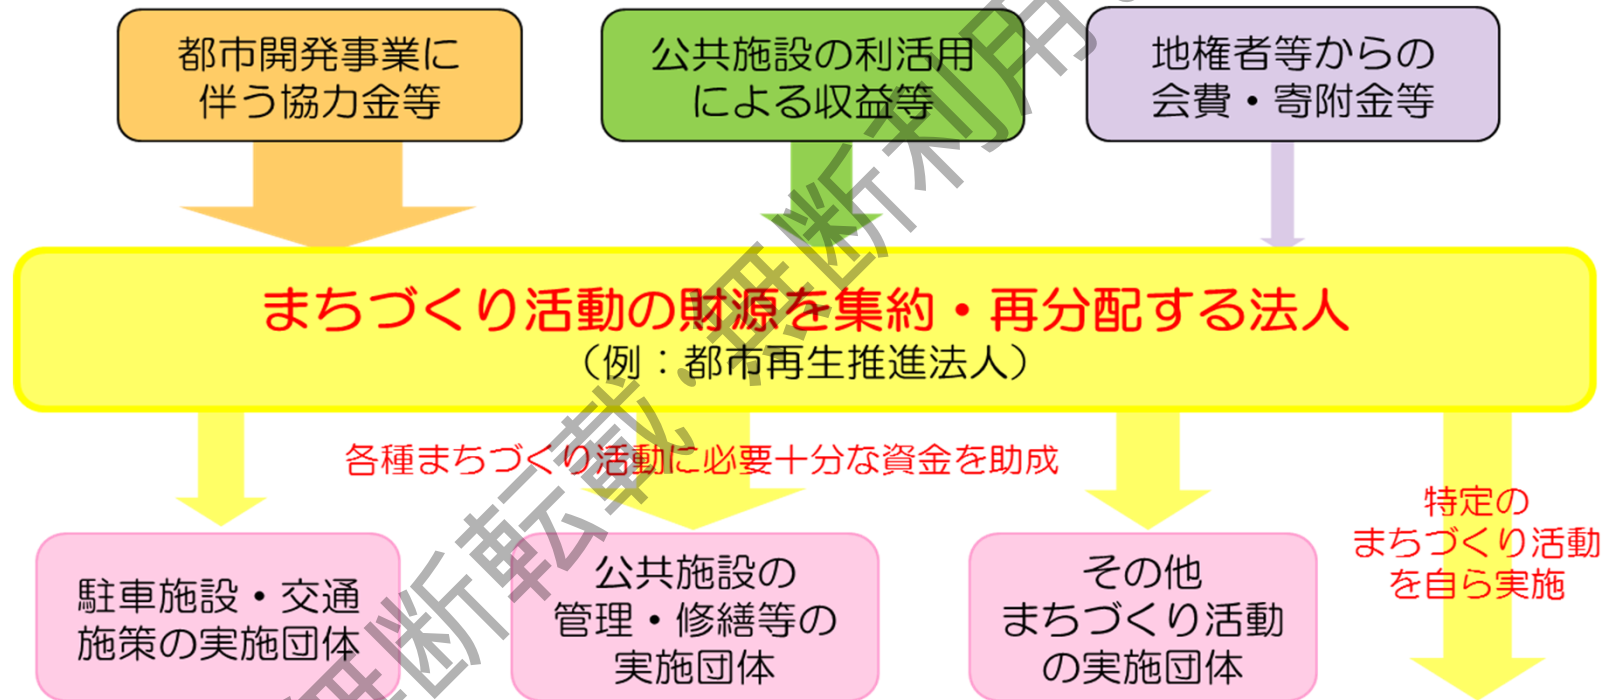 都市開発事業に
伴う協力金等
公共施設の利活用
による収益等
地権者等からの
会費・寄附金等
まちづくり活動の財源を集約・再分配する法人
（例：都市再生推進法人）
各種まちづくり活動に必要十分な資金を助成
特定の
まちづくり活動
を自ら実施
駐車施設・交通
施策の実施団体
公共施設の
管理・修繕等の
実施団体
その他
まちづくり活動
の実施団体
無断転載・無断利用